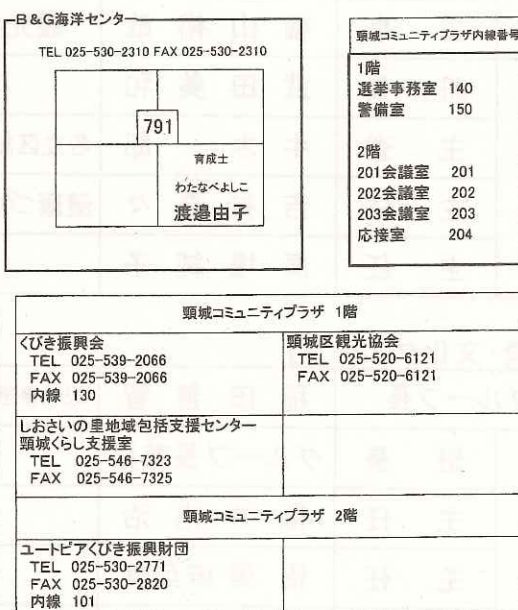 B&G海洋センター
TEL 025-530-2310 FAX 025-530-2310
791
育成士
わたなべよしこ
渡邉由子
頸城コミュニティプラザ内線番号
1階
選挙事務室 140
警備室 150
2階
201会議室 201
202会議室 202
203会議室 203
応接室 204
頸城コミュニティプラザ 1階
くびき振興会
TEL 025-539-2066
FAX 025-539-2066
内線 130
頸城区観光協会
TEL 025-520-6121
FAX 025-520-6121
しおさいの里地域包括支援センター
頸城くらし支援室
TEL 025-546-7323
FAX 025-546-7325
頸城コミュニティプラザ 2階
ユートピアくびき振興財団
TEL 025-530-2771
FAX 025-530-2820
内線 101